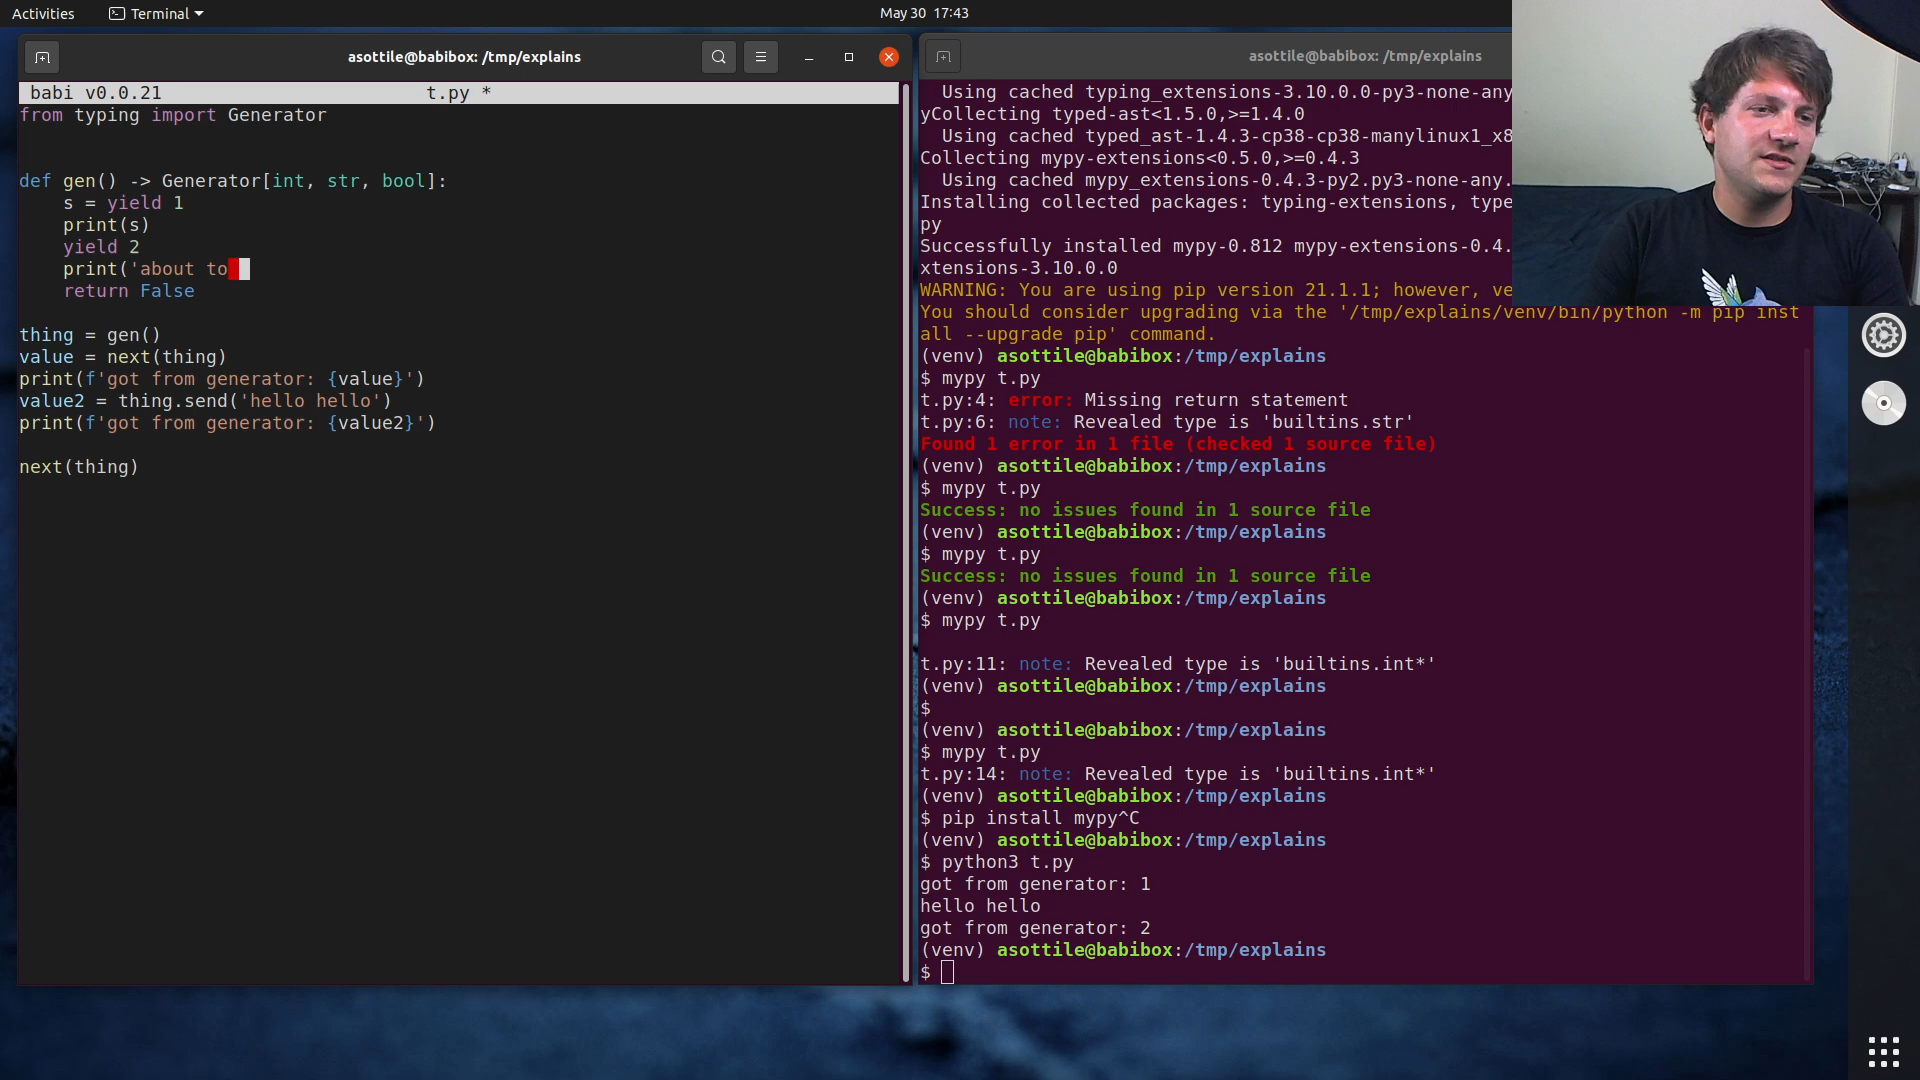 Activities
Terminal
May 30 17:43
asottile@babibox: /tmp/explains
babi v0.0.21 t.py *
from typing import Generator
def gen() -> Generator[int, str, bool]:
s = yield 1
print(s)
yield 2
print('about to
return False
thing = gen()
value = next(thing)
print(f'got from generator: {value}')
value2 = thing.send('hello hello')
print(f'got from generator: {value2}')
next(thing)
asottile@babibox: /tmp/explains
Using cached typing_extensions-3.10.0.0-py3-none-any
yCollecting typed-ast<1.5.0,>=1.4.0
Using cached typed_ast-1.4.3-cp38-cp38-manylinux1_x8
Collecting mypy-extensions<0.5.0,>=0.4.3
Using cached mypy_extensions-0.4.3-py2.py3-none-any.
Installing collected packages: typing-extensions, type
py
Successfully installed mypy-0.812 mypy-extensions-0.4.
xtensions-3.10.0.0
WARNING: You are using pip version 21.1.1; however, ve
You should consider upgrading via the '/tmp/explains/venv/bin/python -m pip inst
all --upgrade pip' command.
(venv) asottile@babibox:/tmp/explains
$ mypy t.py
t.py:4: error: Missing return statement
t.py:6: note: Revealed type is 'builtins.str'
Found 1 error in 1 file (checked 1 source file)
(venv) asottile@babibox:/tmp/explains
$ mypy t.py
Success: no issues found in 1 source file
(venv) asottile@babibox:/tmp/explains
$ mypy t.py
Success: no issues found in 1 source file
(venv) asottile@babibox:/tmp/explains
$ mypy t.py
t.py:11: note: Revealed type is 'builtins.int*'
(venv) asottile@babibox:/tmp/explains
$
(venv) asottile@babibox:/tmp/explains
$ mypy t.py
t.py:14: note: Revealed type is 'builtins.int*'
(venv) asottile@babibox:/tmp/explains
$ pip install mypy^C
(venv) asottile@babibox:/tmp/explains
$ python3 t.py
got from generator: 1
hello hello
got from generator: 2
(venv) asottile@babibox:/tmp/explains
$